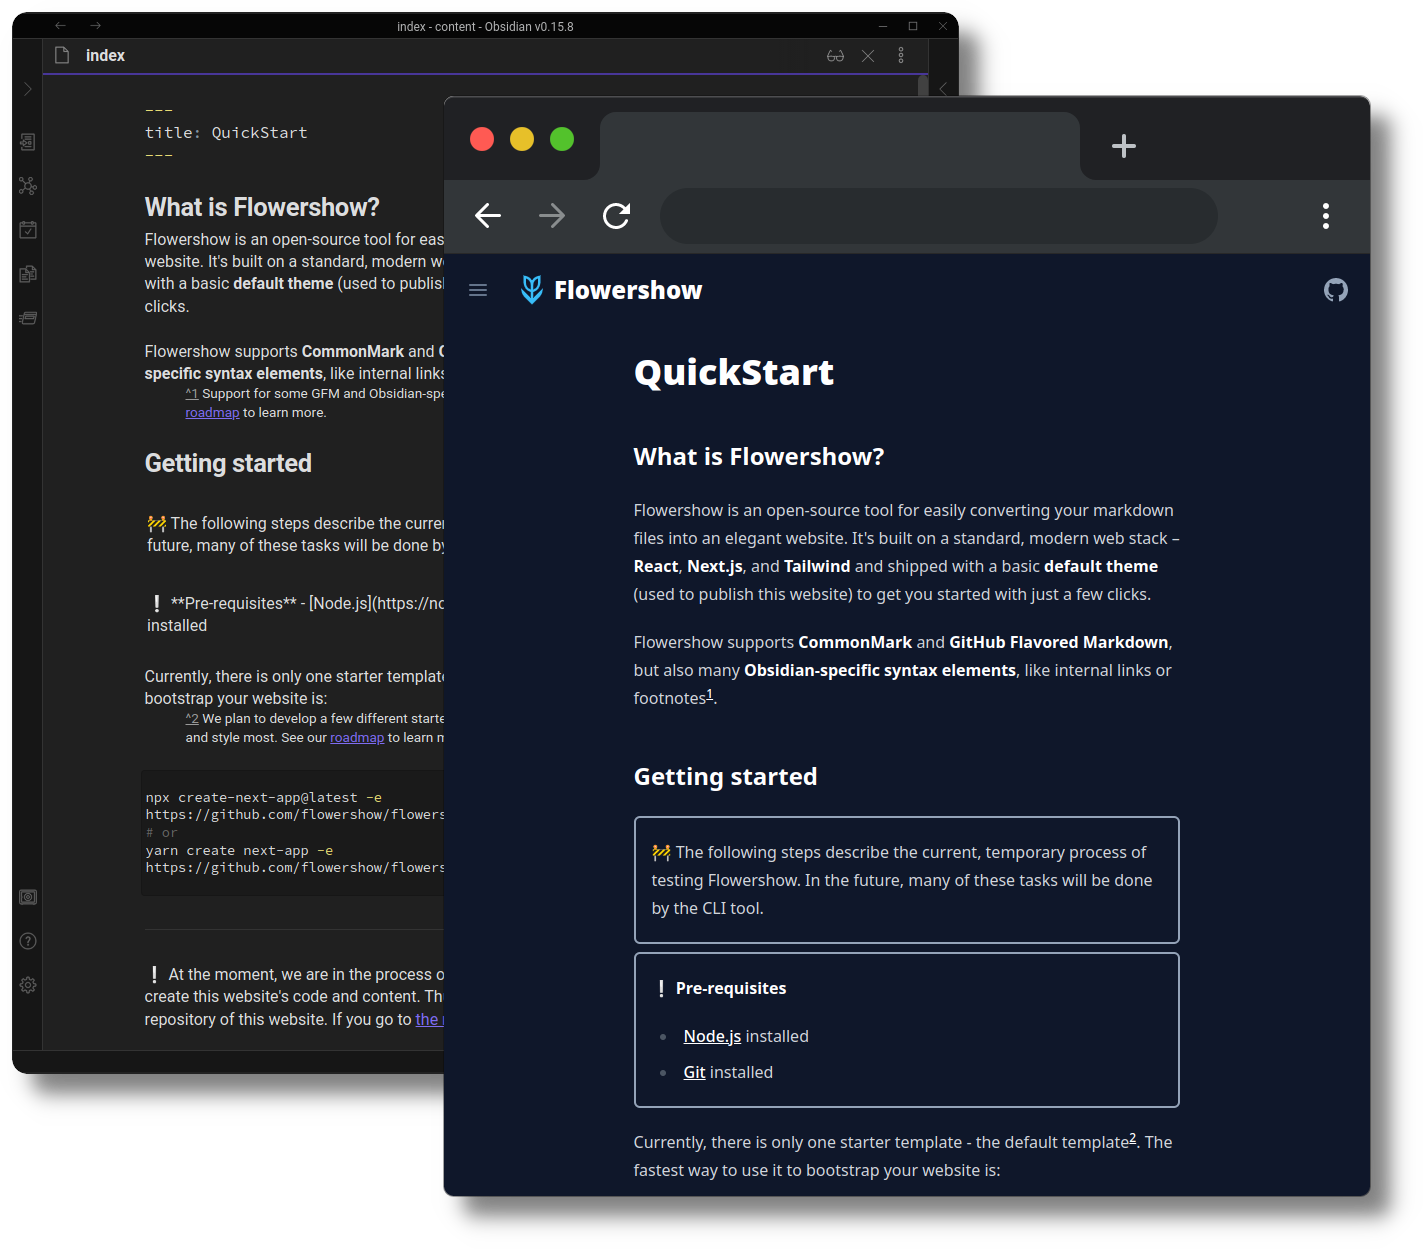 index - content - Obsidian v0.15.8
index
---
title: QuickStart
---
What is Flowershow?
Flowershow is an open-source tool for
website. It's built on a standard, modern
with a basic default theme (used to
clicks.
Flowershow supports CommonMark and
specific syntax elements, like internal links
^1 Support for some GFM and
roadmap to learn more.
Getting started
🚧 The following steps describe the
future, many of these tasks will be done by
❕ **Pre-requisites** - [Node.js](https://
installed
Currently, there is only one starter template
bootstrap your website is:
^2 We plan to develop a few different
and style most. See our roadmap to learn
npx create-next-app@latest -e
https://github.com/flowershow/flowers
# or
yarn create next-app -e
https://github.com/flowershow/flowers
❕ At the moment, we are in the process
create this website's code and content.
repository of this website. If you go to the
Flowershow
QuickStart
What is Flowershow?
Flowershow is an open-source tool for easily converting your markdown
files into an elegant website. It's built on a standard, modern web stack –
React, Next.js, and Tailwind and shipped with a basic default theme
(used to publish this website) to get you started with just a few clicks.
Flowershow supports CommonMark and GitHub Flavored Markdown,
but also many Obsidian-specific syntax elements, like internal links or
footnotes1.
Getting started
🚧 The following steps describe the current, temporary process of
testing Flowershow. In the future, many of these tasks will be done
by the CLI tool.
❕ Pre-requisites
• Node.js installed
• Git installed
Currently, there is only one starter template - the default template2. The
fastest way to use it to bootstrap your website is: